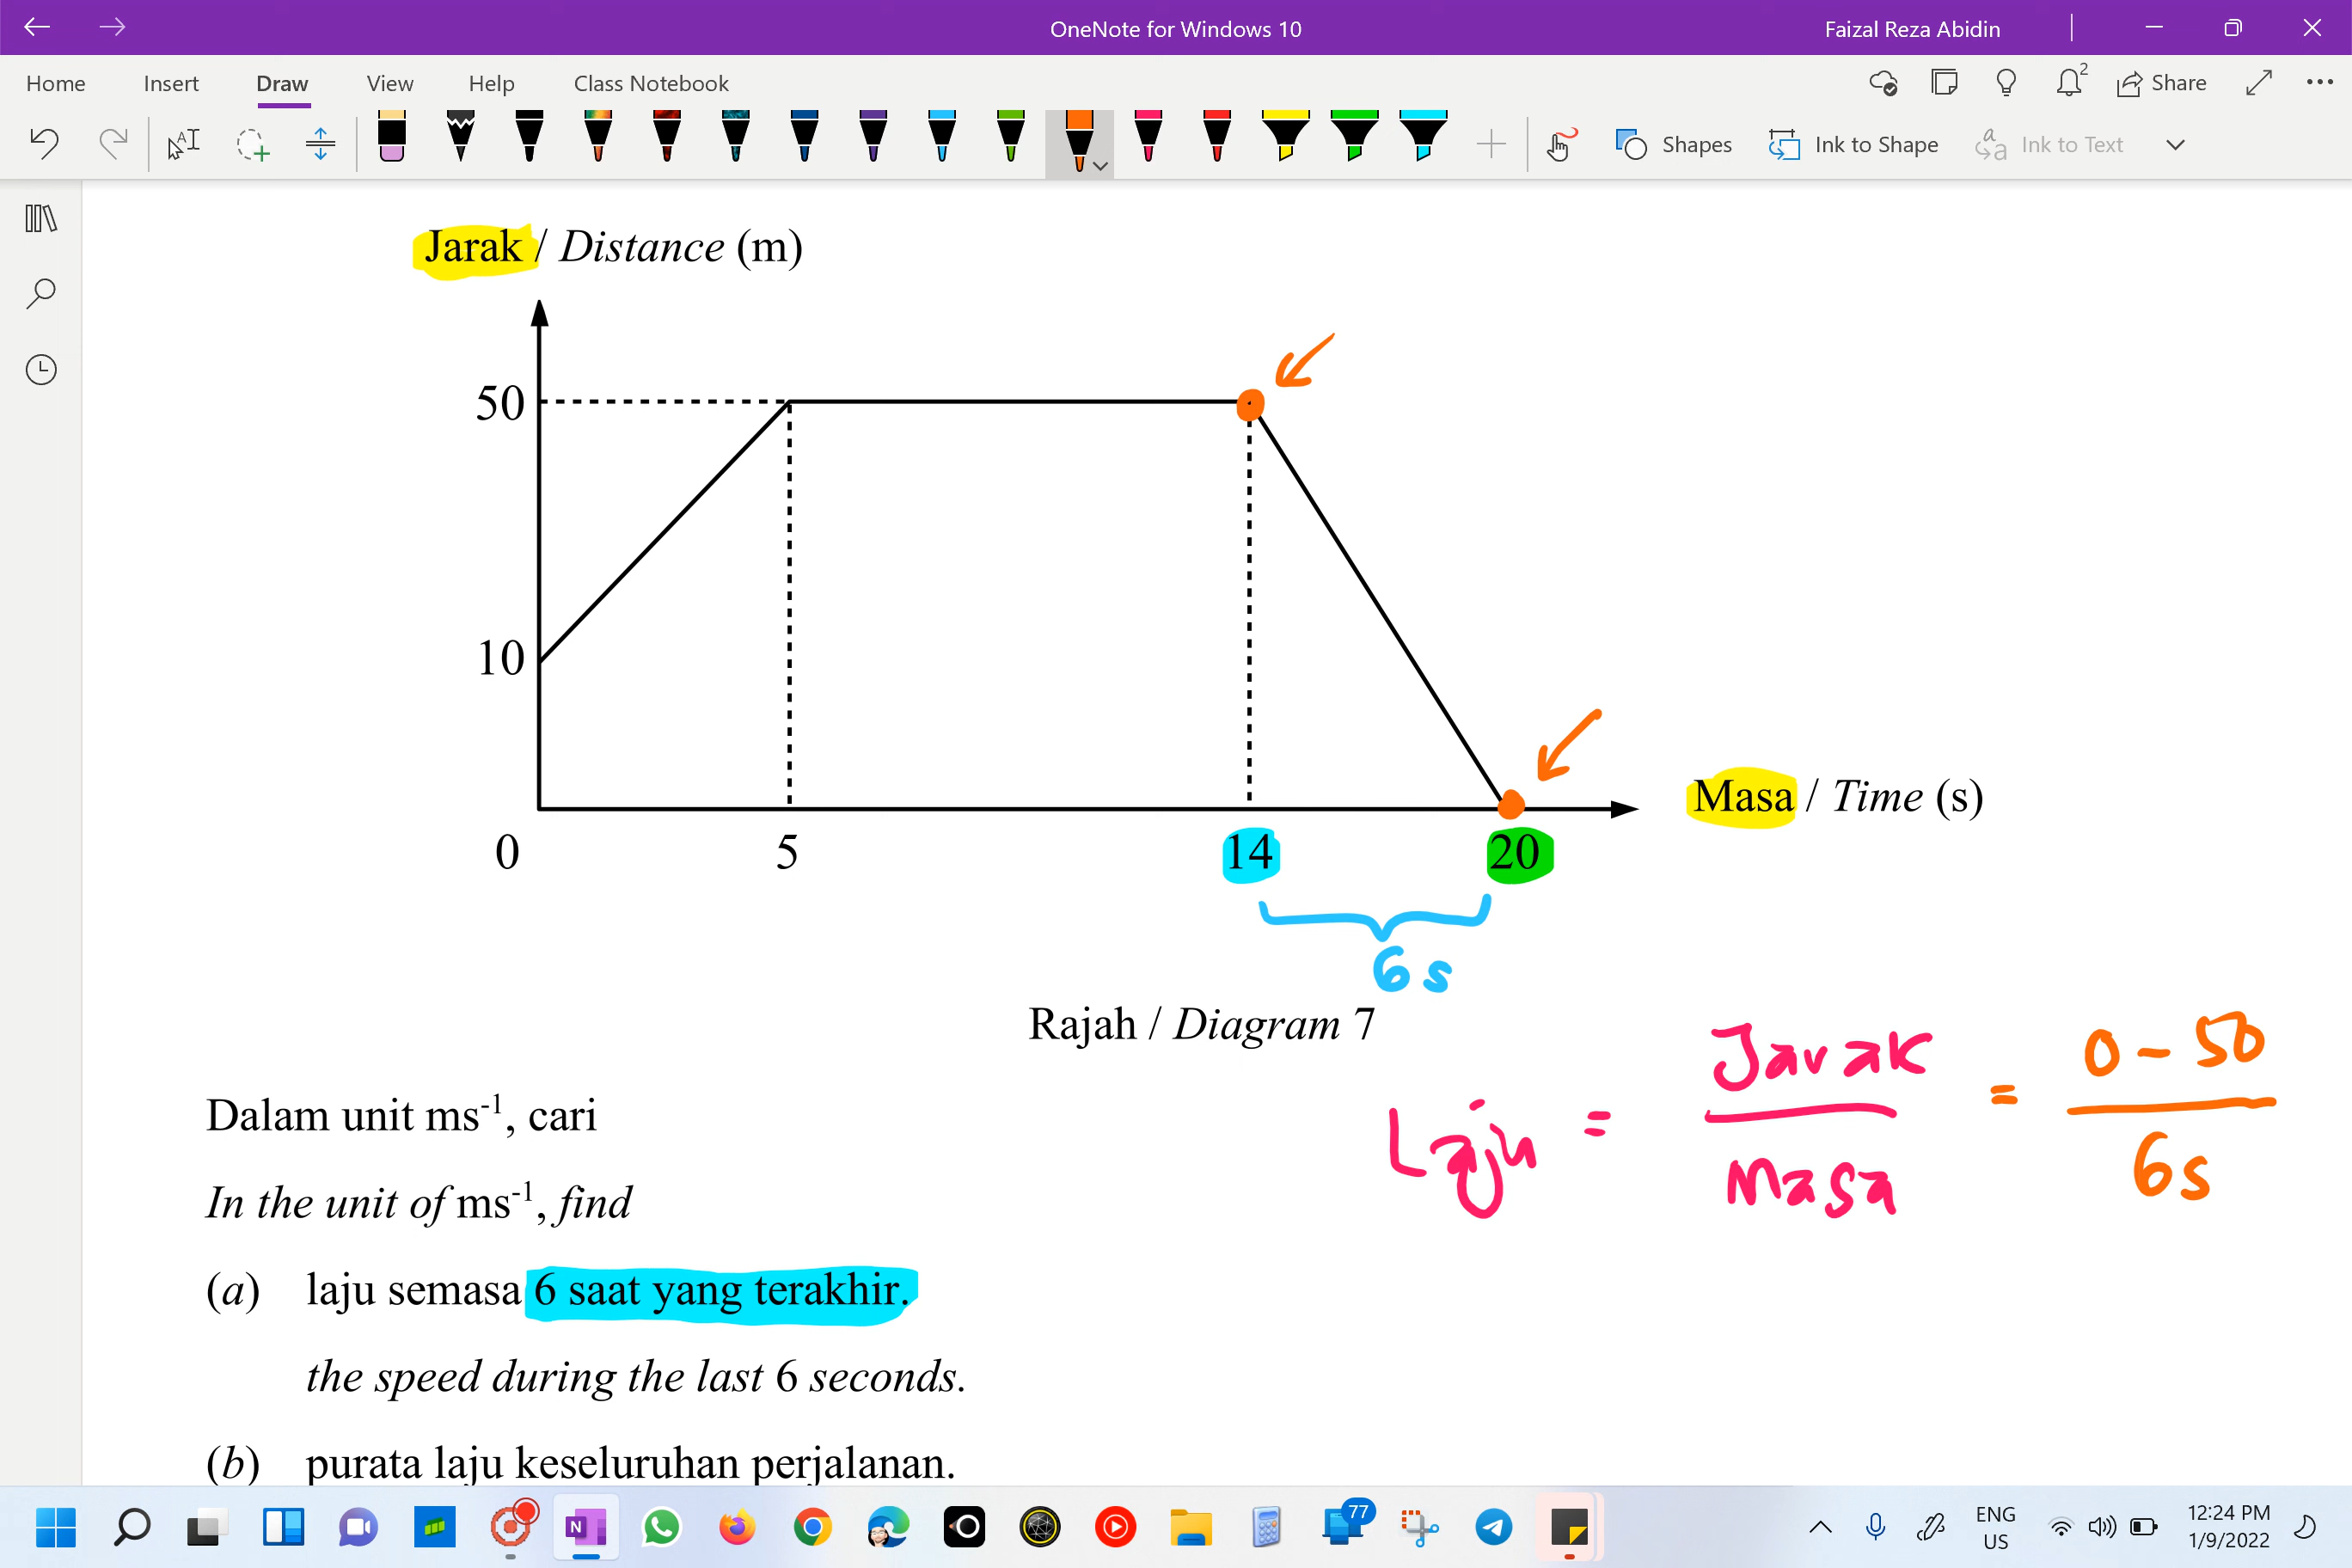 OneNote for Windows 10
Faizal Reza Abidin
Home Insert Draw View Help Class Notebook
2
Share
Shapes
Ink to Shape
Ink to Text
Jarak / Distance (m)
50
10
Masa / Time (s)
0 5 14 20
6 s
Rajah / Diagram 7
Laju = Jarak / Masa = 0 - 50 / 6s
Dalam unit ms⁻¹, cari
In the unit of ms⁻¹, find
(a) laju semasa 6 saat yang terakhir.
the speed during the last 6 seconds.
(b) purata laju keseluruhan perjalanan.
77
ENG
US
12:24 PM
1/9/2022